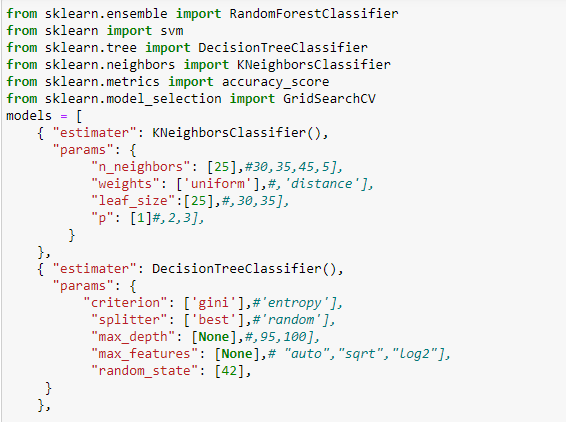 from sklearn.ensemble import RandomForestClassifier
from sklearn import svm
from sklearn.tree import DecisionTreeClassifier
from sklearn.neighbors import KNeighborsClassifier
from sklearn.metrics import accuracy_score
from sklearn.model_selection import GridSearchCV
models = [
    { "estimater": KNeighborsClassifier(),
      "params": {
           "n_neighbors": [25],#30,35,45,5],
           "weights": ['uniform'],#,'distance'],
           "leaf_size":[25],#,30,35],
           "p": [1]#,2,3],
        }
    },
    { "estimater": DecisionTreeClassifier(),
      "params": {
          "criterion": ['gini'],#'entropy'],
           "splitter": ['best'],#'random'],
           "max_depth": [None],#,95,100],
           "max_features": [None],# "auto","sqrt","log2"],
           "random_state": [42],
     }
    },